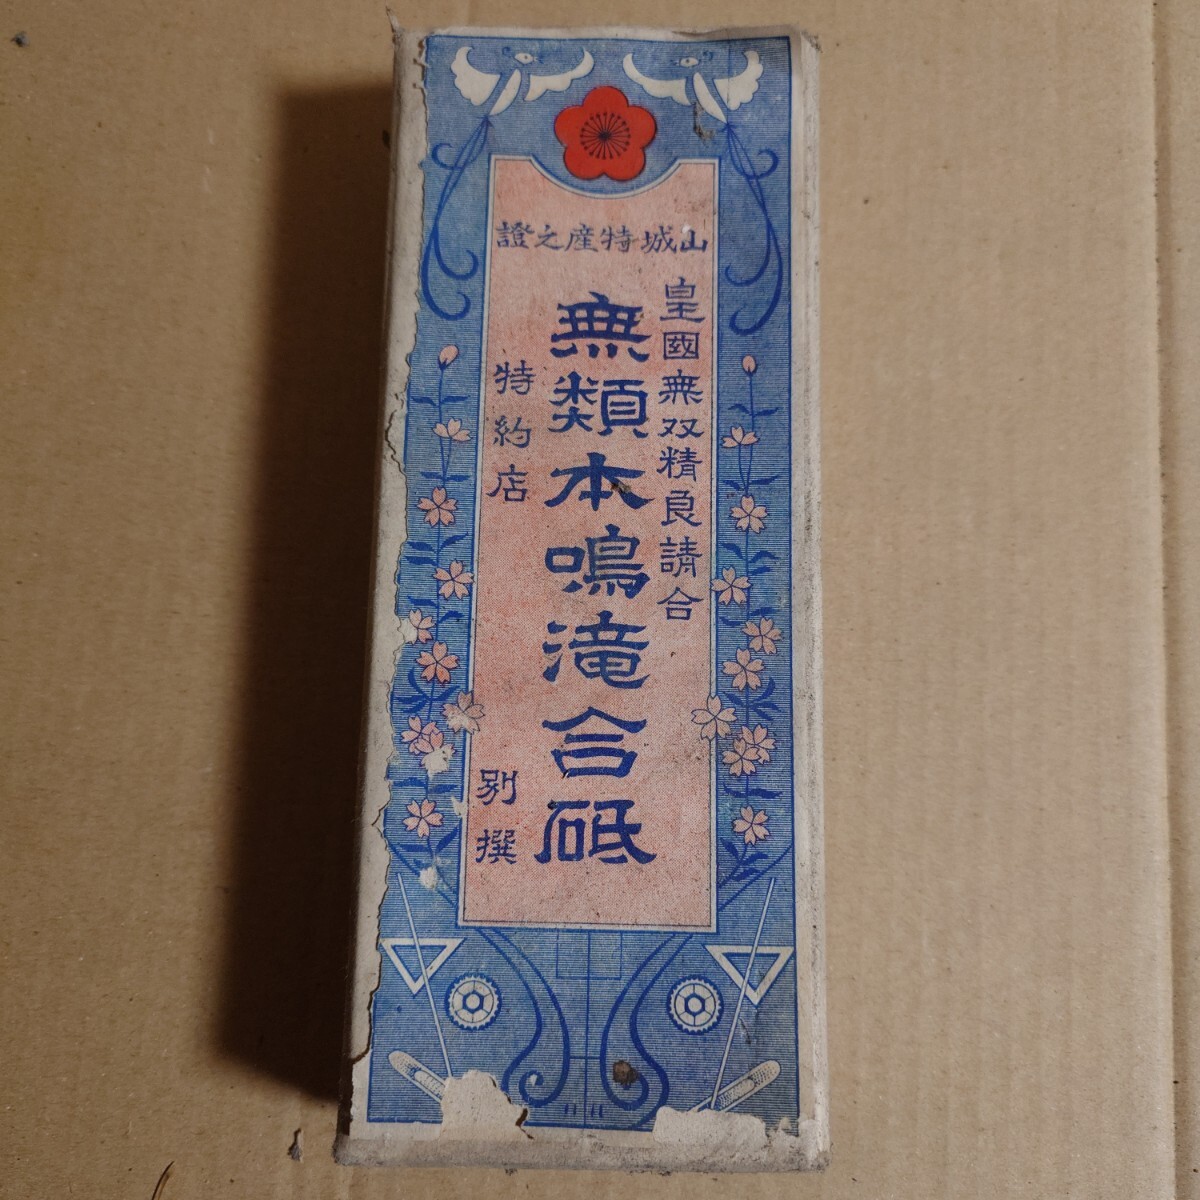 證之産特城山
皇國無双精良請合
無類本鳴滝合砥
特約店
別撰